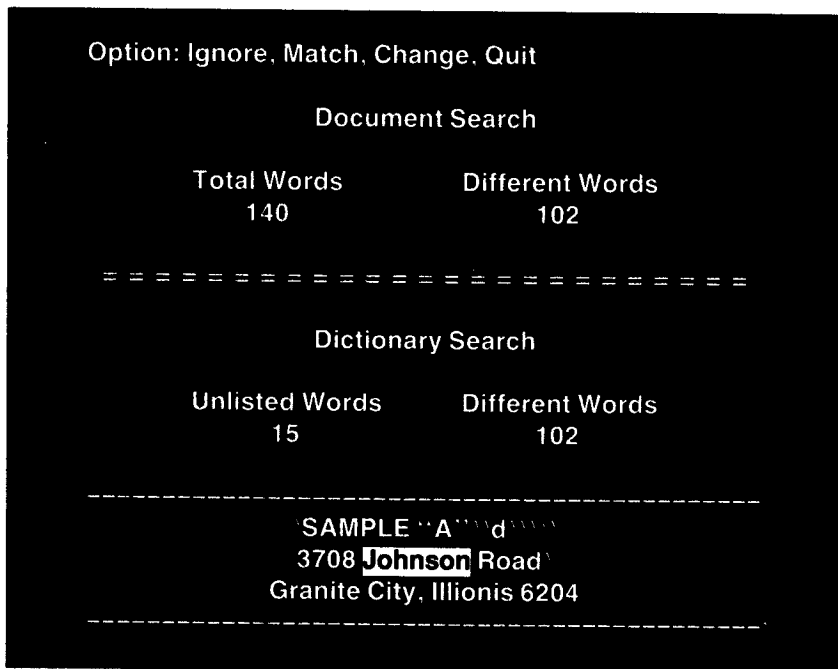 Option: Ignore, Match, Change, Quit
Document Search
Total Words Different Words
140 102
= = = = = = = = = = = = = = = = = = = = = = = = =
Dictionary Search
Unlisted Words Different Words
15 102
----------------------------------------
‵SAMPLE ‵‵A′′ ‵‵d‵‵‵‵‵
3708 Johnson Road‵
Granite City, Illionis 6204
----------------------------------------